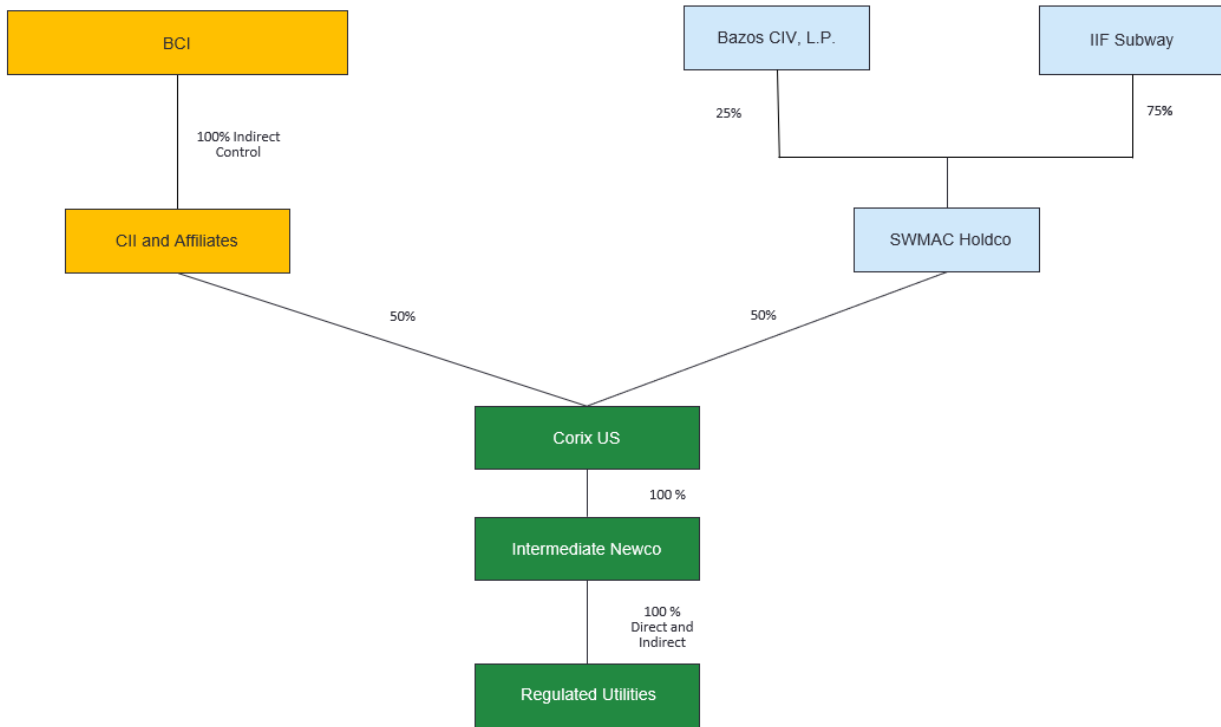 BCI
Bazos CIV, L.P.
IIF Subway
100% Indirect
Control
25%
75%
CII and Affiliates
SWMAC Holdco
50%
50%
Corix US
100 %
Intermediate Newco
100 %
Direct and
Indirect
Regulated Utilities